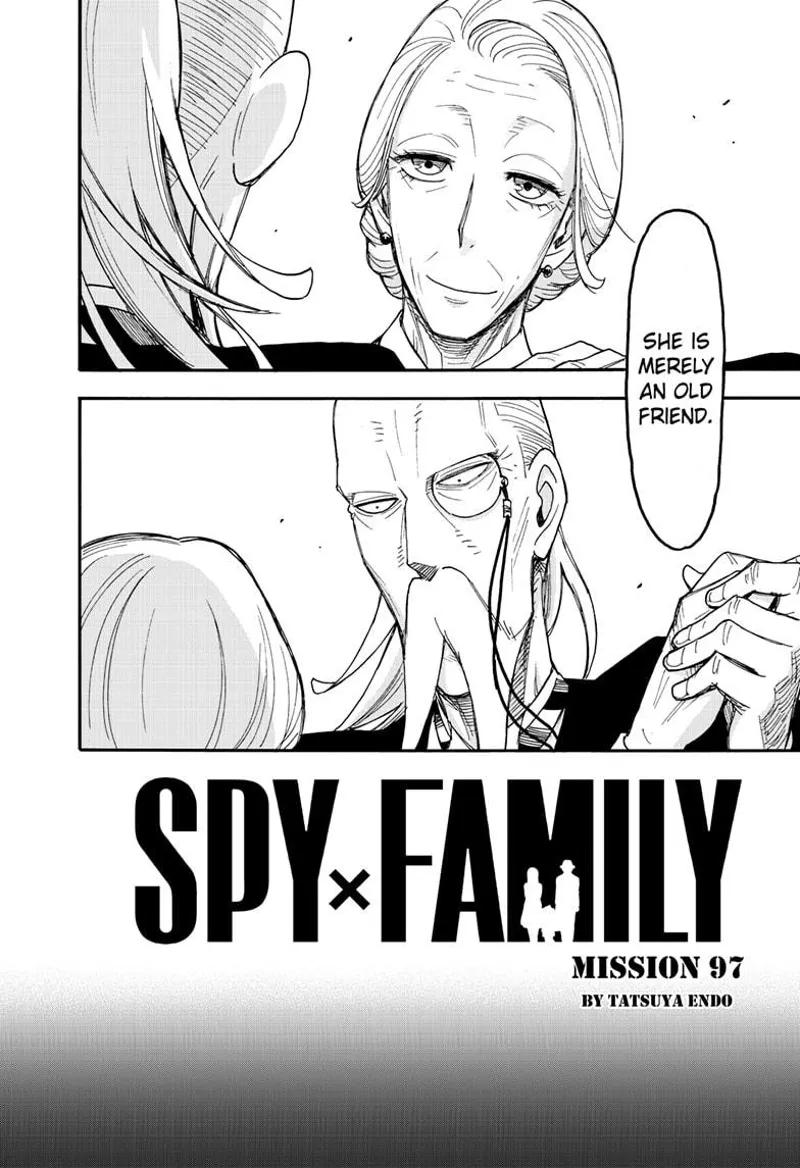 SHE IS
MERELY
AN OLD
FRIEND.
SPY×FAMILY
MISSION 97
BY TATSUYA ENDO